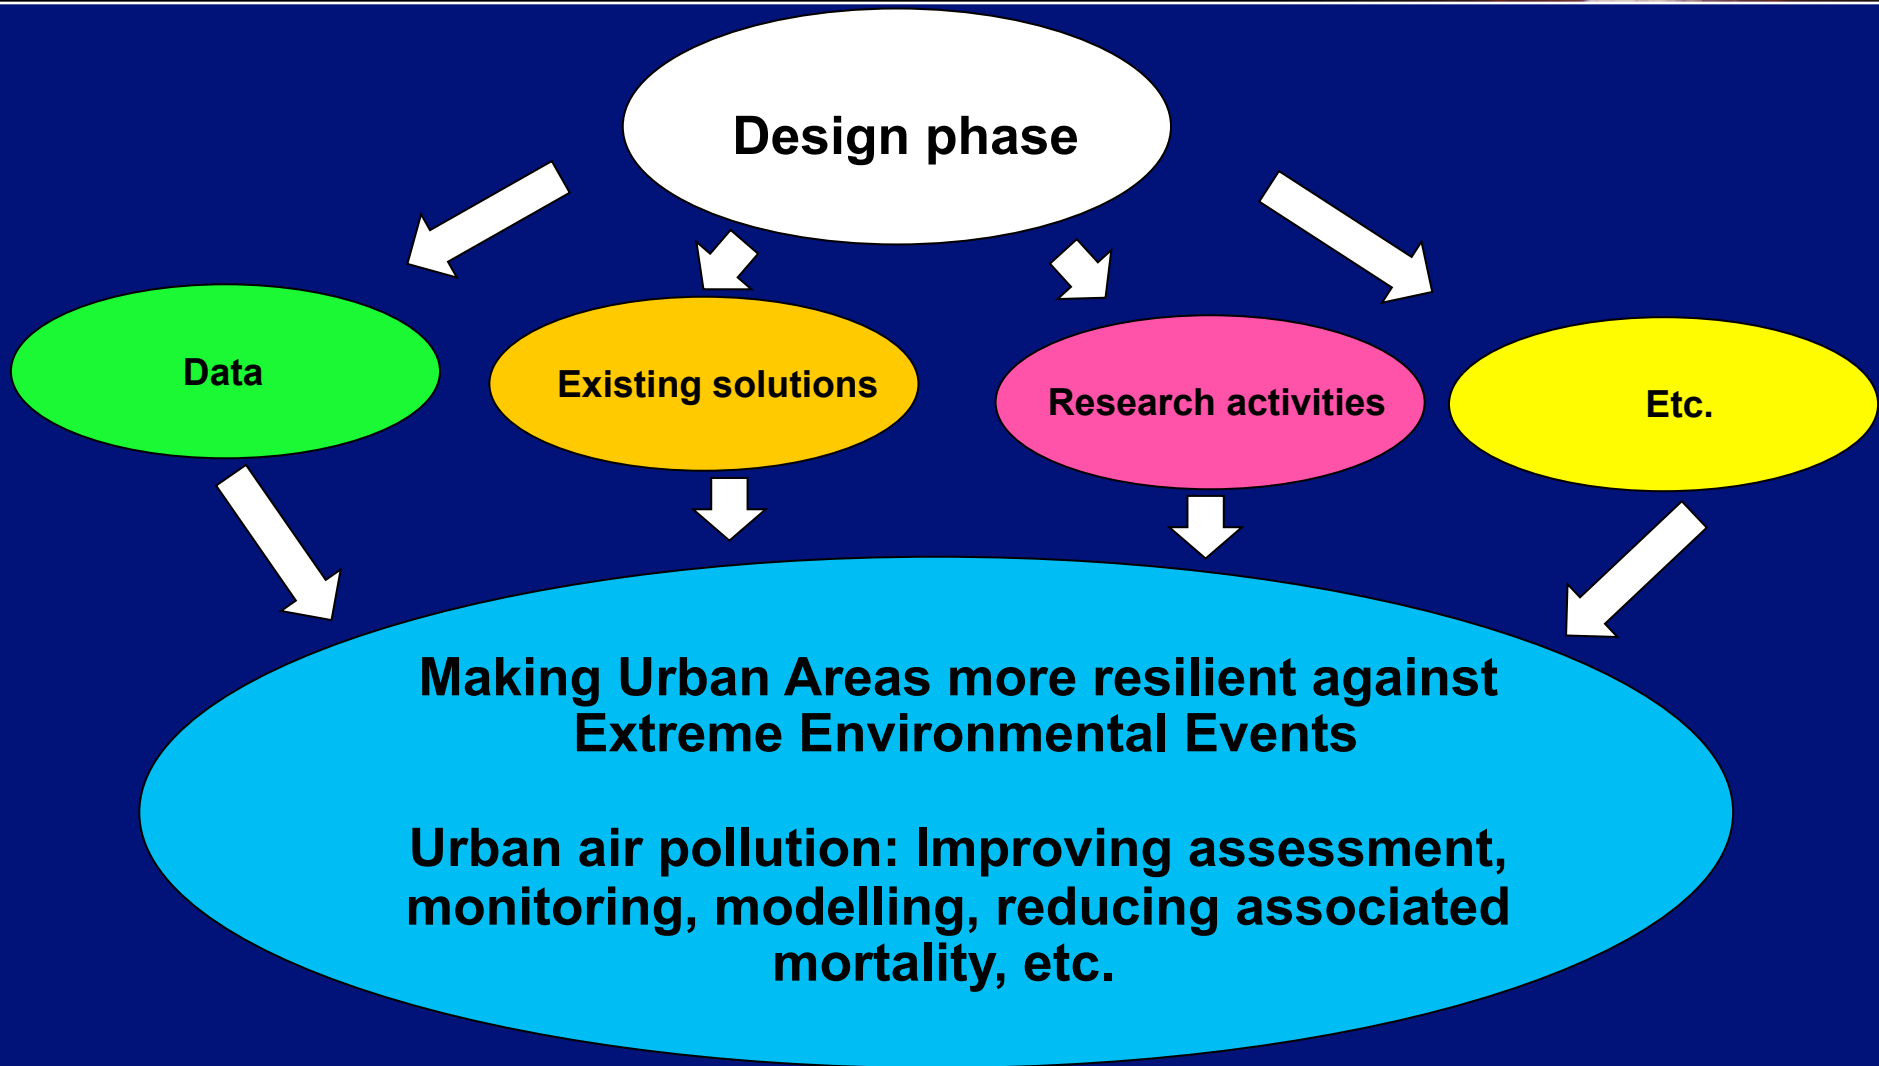 Design phase
Data
Existing solutions
Research activities
Etc.
Making Urban Areas more resilient against
Extreme Environmental Events
Urban air pollution: Improving assessment,
monitoring, modelling, reducing associated
mortality, etc.